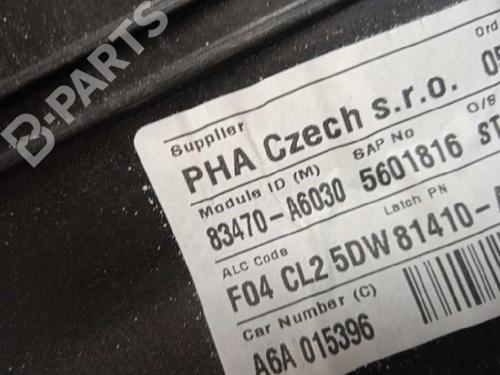 B-PARTS
Supplier Ord
PHA Czech s.r.o.
Module ID (M) SAP No O/S
83470-A6030 5601816 ST
ALC Code Latch PN
F04 CL2 5DW 81410-A
Car Number (C)
A6A 015396